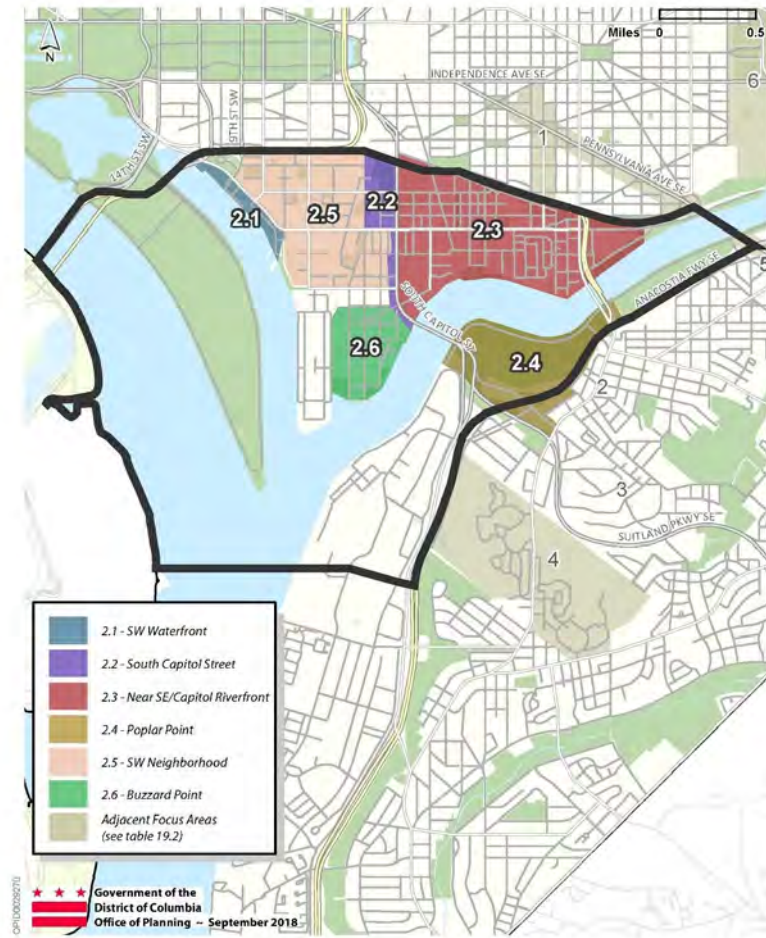 N
Miles 0 0.5
INDEPENDENCE AVE SE
6
9TH ST SW
14TH ST SW
1
PENNSYLVANIA AVE SE
2.1
2.5
2.2
2.3
5
ANACOSTIA FWY SE
SOUTH CAPITOL ST
2.6
2.4
2
3
SUITLAND PKWY SE
4
2.1 - SW Waterfront
2.2 - South Capitol Street
2.3 - Near SE/Capitol Riverfront
2.4 - Poplar Point
2.5 - SW Neighborhood
2.6 - Buzzard Point
Adjacent Focus Areas
(see table 19.2)
Government of the
District of Columbia
Office of Planning ~ September 2018